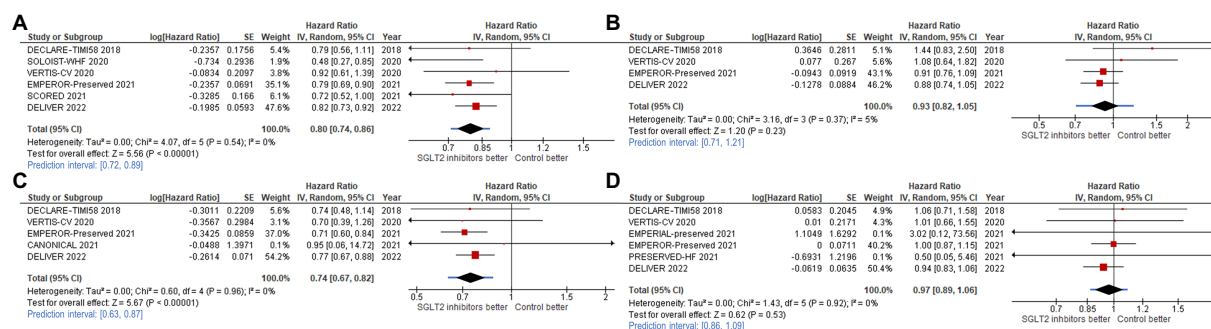 A
Hazard Ratio Hazard Ratio
Study or Subgroup log[Hazard Ratio] SE Weight IV, Random, 95% CI Year IV, Random, 95% CI
DECLARE-TIMI58 2018 -0.2357 0.1756 5.4% 0.79 [0.56, 1.11] 2018
SOLOIST-WHF 2020 -0.734 0.2936 1.9% 0.48 [0.27, 0.85] 2020
VERTIS-CV 2020 -0.0834 0.2097 3.8% 0.92 [0.61, 1.39] 2020
EMPEROR-Preserved 2021 -0.2357 0.0691 35.1% 0.79 [0.69, 0.90] 2021
SCORED 2021 -0.3285 0.166 6.1% 0.72 [0.52, 1.00] 2021
DELIVER 2022 -0.1985 0.0593 47.6% 0.82 [0.73, 0.92] 2022
Total (95% CI) 100.0% 0.80 [0.74, 0.86]
Heterogeneity: Tau² = 0.00; Chi² = 4.07, df = 5 (P = 0.54); I² = 0%
Test for overall effect: Z = 5.56 (P < 0.00001)
Prediction interval: [0.72, 0.89]
0.7 0.85 1 1.2 1.5
SGLT2 inhibitors better Control better
B
Hazard Ratio Hazard Ratio
Study or Subgroup log[Hazard Ratio] SE Weight IV, Random, 95% CI Year IV, Random, 95% CI
DECLARE-TIMI58 2018 0.3646 0.2811 5.1% 1.44 [0.83, 2.50] 2018
VERTIS-CV 2020 0.077 0.267 5.6% 1.08 [0.64, 1.82] 2020
EMPEROR-Preserved 2021 -0.0943 0.0919 43.1% 0.91 [0.76, 1.09] 2021
DELIVER 2022 -0.1278 0.0884 46.2% 0.88 [0.74, 1.05] 2022
Total (95% CI) 100.0% 0.93 [0.82, 1.05]
Heterogeneity: Tau² = 0.00; Chi² = 3.16, df = 3 (P = 0.37); I² = 5%
Test for overall effect: Z = 1.20 (P = 0.23)
Prediction interval: [0.71, 1.21]
0.5 0.7 1 1.5 2
SGLT2 inhibitors better Control better
C
Hazard Ratio Hazard Ratio
Study or Subgroup log[Hazard Ratio] SE Weight IV, Random, 95% CI Year IV, Random, 95% CI
DECLARE-TIMI58 2018 -0.3011 0.2209 5.6% 0.74 [0.48, 1.14] 2018
VERTIS-CV 2020 -0.3567 0.2984 3.1% 0.70 [0.39, 1.26] 2020
EMPEROR-Preserved 2021 -0.3425 0.0859 37.0% 0.71 [0.60, 0.84] 2021
CANONICAL 2021 -0.0488 1.3971 0.1% 0.95 [0.06, 14.72] 2021
DELIVER 2022 -0.2614 0.071 54.2% 0.77 [0.67, 0.88] 2022
Total (95% CI) 100.0% 0.74 [0.67, 0.82]
Heterogeneity: Tau² = 0.00; Chi² = 0.60, df = 4 (P = 0.96); I² = 0%
Test for overall effect: Z = 5.67 (P < 0.00001)
Prediction interval: [0.63, 0.87]
0.5 0.7 1 1.5 2
SGLT2 inhibitors better Control better
D
Hazard Ratio Hazard Ratio
Study or Subgroup log[Hazard Ratio] SE Weight IV, Random, 95% CI Year IV, Random, 95% CI
DECLARE-TIMI58 2018 0.0583 0.2045 4.9% 1.06 [0.71, 1.58] 2018
VERTIS-CV 2020 0.01 0.2171 4.3% 1.01 [0.66, 1.55] 2020
EMPERIAL-preserved 2021 1.1049 1.6292 0.1% 3.02 [0.12, 73.56] 2021
EMPEROR-Preserved 2021 0 0.0711 40.2% 1.00 [0.87, 1.15] 2021
PRESERVED-HF 2021 -0.6931 1.2196 0.1% 0.50 [0.05, 5.46] 2021
DELIVER 2022 -0.0619 0.0635 50.4% 0.94 [0.83, 1.06] 2022
Total (95% CI) 100.0% 0.97 [0.89, 1.06]
Heterogeneity: Tau² = 0.00; Chi² = 1.43, df = 5 (P = 0.92); I² = 0%
Test for overall effect: Z = 0.62 (P = 0.53)
Prediction interval: [0.86, 1.09]
0.7 0.85 1 1.2 1.5
SGLT2 inhibitors better Control better